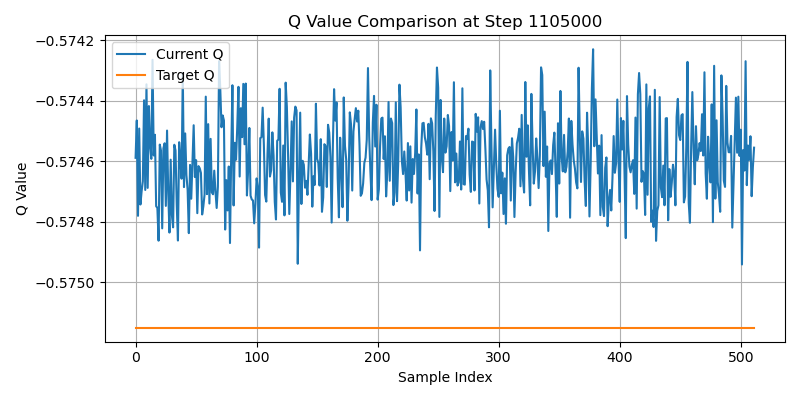 Q Value Comparison at Step 1105000
Current Q
Target Q
Q Value
−0.5742
−0.5744
−0.5746
−0.5748
−0.5750
0
100
200
300
400
500
Sample Index